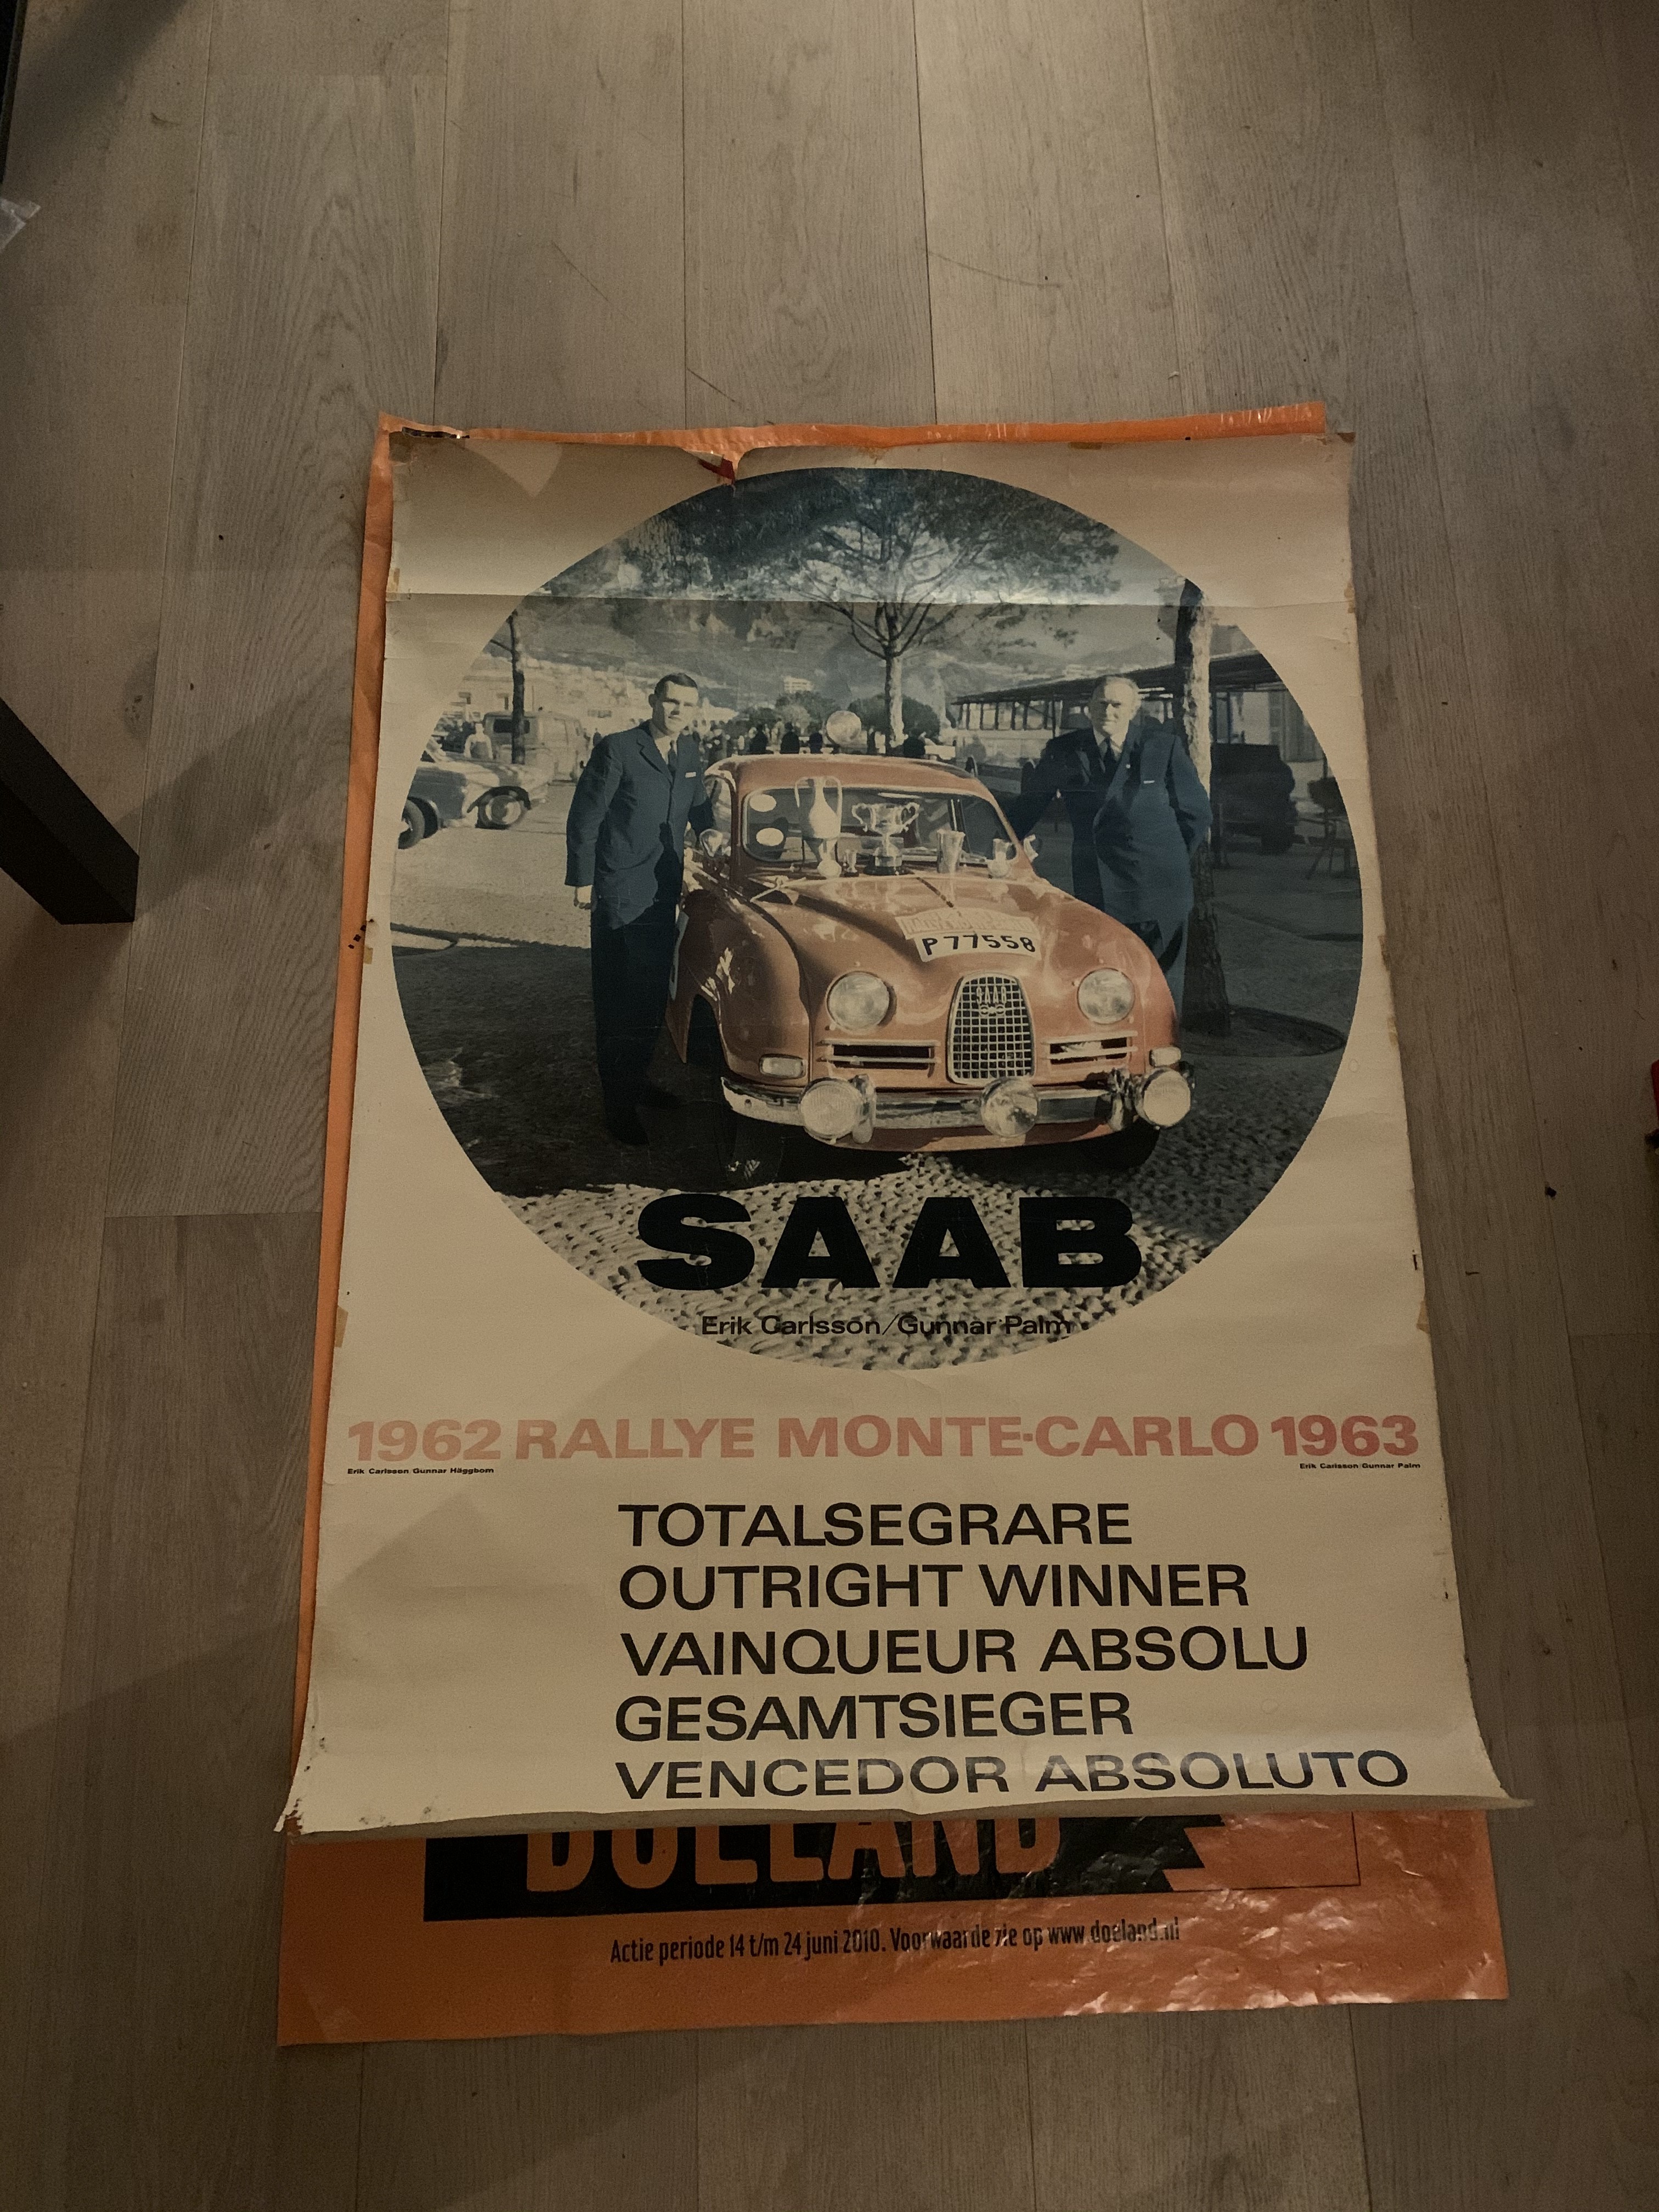 P77558
SAAB
SAAB
Erik Carlsson/Gunnar Palm
1962 RALLYE MONTE-CARLO 1963
Erik Carlsson Gunnar Häggbom
Erik Carlsson/Gunnar Palm
TOTALSEGRARE
OUTRIGHT WINNER
VAINQUEUR ABSOLU
GESAMTSIEGER
VENCEDOR ABSOLUTO
DOELAND
Actie periode 14 t/m 24 juni 2010. Voorwaarde zie op www.doeland.nl